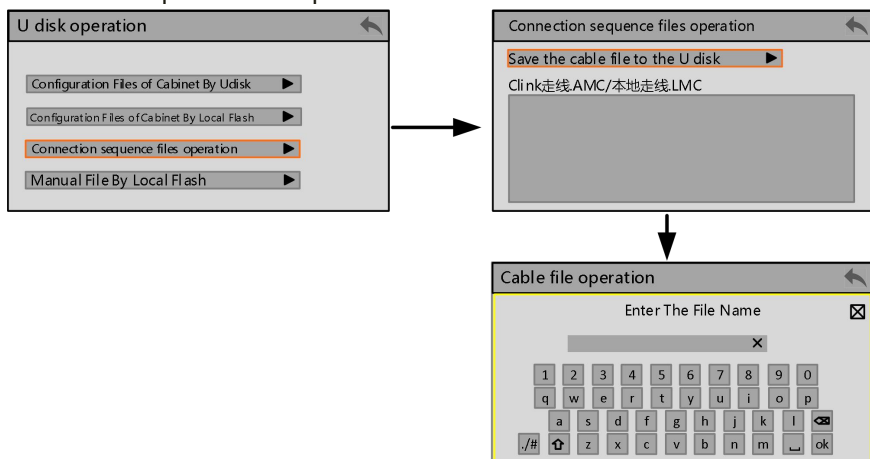 U disk operation
Configuration Files of Cabinet By Udisk
Configuration Files of Cabinet By Local Flash
Connection sequence files operation
Manual File By Local Flash
Connection sequence files operation
Save the cable file to the U disk
Clink走线.AMC/本地走线.LMC
Cable file operation
Enter The File Name
1 2 3 4 5 6 7 8 9 0
q w e r t y u i o p
a s d f g h j k l
./# z x c v b n m ok